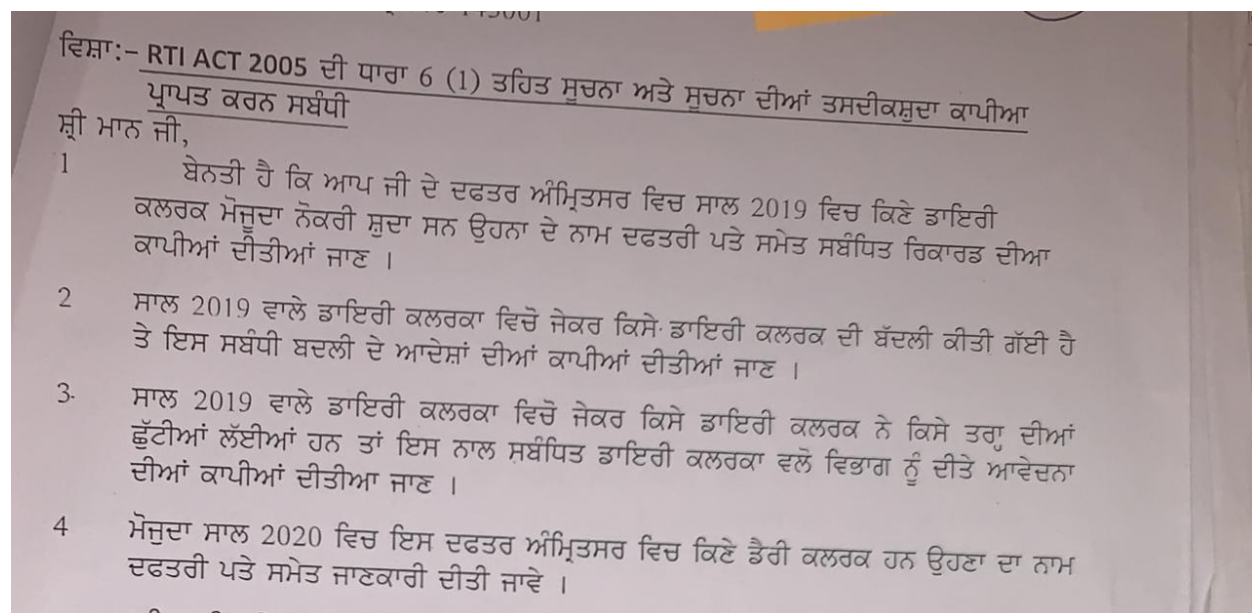 ਵਿਸ਼ਾ:- RTI ACT 2005 ਦੀ ਧਾਰਾ 6 (1) ਤਹਿਤ ਸੂਚਨਾ ਅਤੇ ਸੂਚਨਾ ਦੀਆਂ ਤਸਦੀਕਸ਼ੁਦਾ ਕਾਪੀਆ
ਪ੍ਰਾਪਤ ਕਰਨ ਸਬੰਧੀ
ਸ਼੍ਰੀ ਮਾਨ ਜੀ,
1 ਬੇਨਤੀ ਹੈ ਕਿ ਆਪ ਜੀ ਦੇ ਦਫਤਰ ਅੰਮ੍ਰਿਤਸਰ ਵਿਚ ਸਾਲ 2019 ਵਿਚ ਕਿਣੇ ਡਾਇਰੀ
ਕਲਰਕ ਮੋਜੂਦਾ ਨੋਕਰੀ ਸ਼ੁਦਾ ਸਨ ਉਹਨਾ ਦੇ ਨਾਮ ਦਫਤਰੀ ਪਤੇ ਸਮੇਤ ਸਬੰਧਿਤ ਰਿਕਾਰਡ ਦੀਆ
ਕਾਪੀਆਂ ਦੀਤੀਆਂ ਜਾਣ ।
2 ਸਾਲ 2019 ਵਾਲੇ ਡਾਇਰੀ ਕਲਰਕਾ ਵਿਚੋ ਜੇਕਰ ਕਿਸੇ ਡਾਇਰੀ ਕਲਰਕ ਦੀ ਬੱਦਲੀ ਕੀਤੀ ਗੱਈ ਹੈ
ਤੇ ਇਸ ਸਬੰਧੀ ਬਦਲੀ ਦੇ ਆਦੇਸ਼ਾਂ ਦੀਆਂ ਕਾਪੀਆਂ ਦੀਤੀਆਂ ਜਾਣ ।
3. ਸਾਲ 2019 ਵਾਲੇ ਡਾਇਰੀ ਕਲਰਕਾ ਵਿਚੋ ਜੇਕਰ ਕਿਸੇ ਡਾਇਰੀ ਕਲਰਕ ਨੇ ਕਿਸੇ ਤਰ੍ਹਾ ਦੀਆਂ
ਛੁੱਟੀਆਂ ਲੱਈਆਂ ਹਨ ਤਾਂ ਇਸ ਨਾਲ ਸਬੰਧਿਤ ਡਾਇਰੀ ਕਲਰਕਾ ਵਲੋ ਵਿਭਾਗ ਨੂੰ ਦੀਤੇ ਆਵੇਦਨਾ
ਦੀਆਂ ਕਾਪੀਆਂ ਦੀਤੀਆ ਜਾਣ ।
4 ਮੋਜੁਦਾ ਸਾਲ 2020 ਵਿਚ ਇਸ ਦਫਤਰ ਅੰਮ੍ਰਿਤਸਰ ਵਿਚ ਕਿਣੇ ਡੈਰੀ ਕਲਰਕ ਹਨ ਉਹਣਾ ਦਾ ਨਾਮ
ਦਫਤਰੀ ਪਤੇ ਸਮੇਤ ਜਾਣਕਾਰੀ ਦੀਤੀ ਜਾਵੇ ।